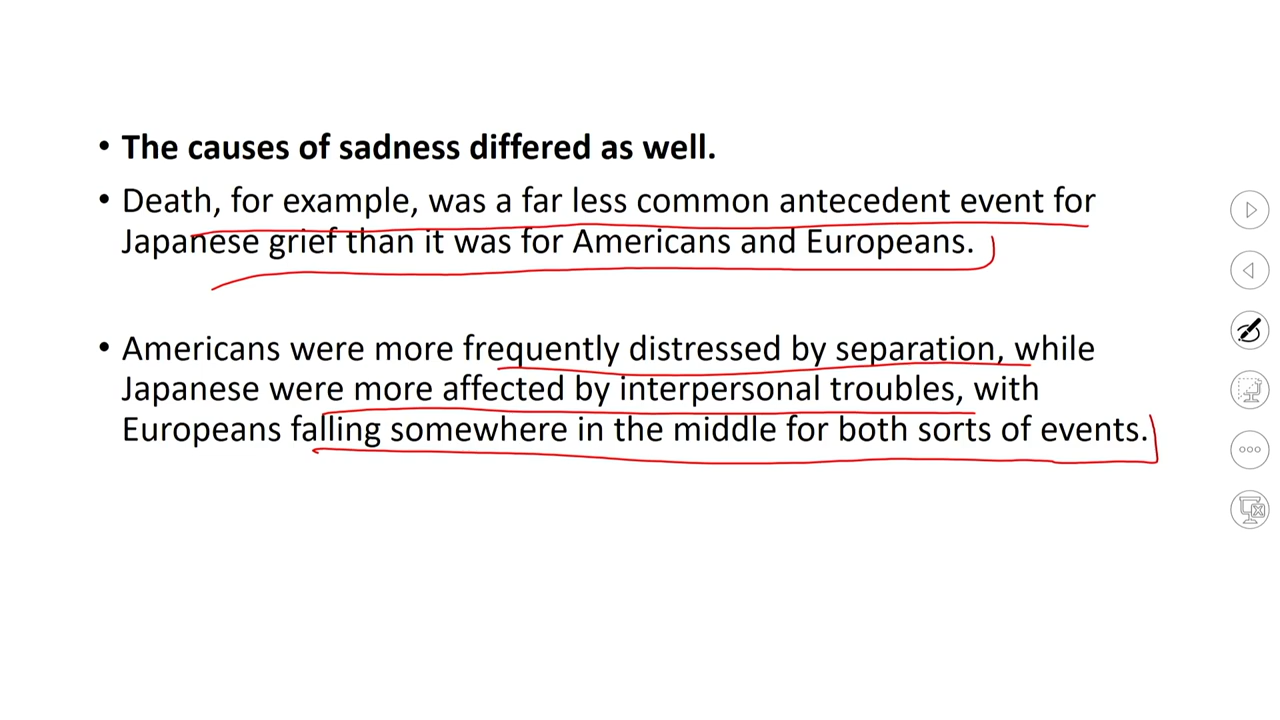 • The causes of sadness differed as well.
• Death, for example, was a far less common antecedent event for
Japanese grief than it was for Americans and Europeans.
• Americans were more frequently distressed by separation, while
Japanese were more affected by interpersonal troubles, with
Europeans falling somewhere in the middle for both sorts of events.